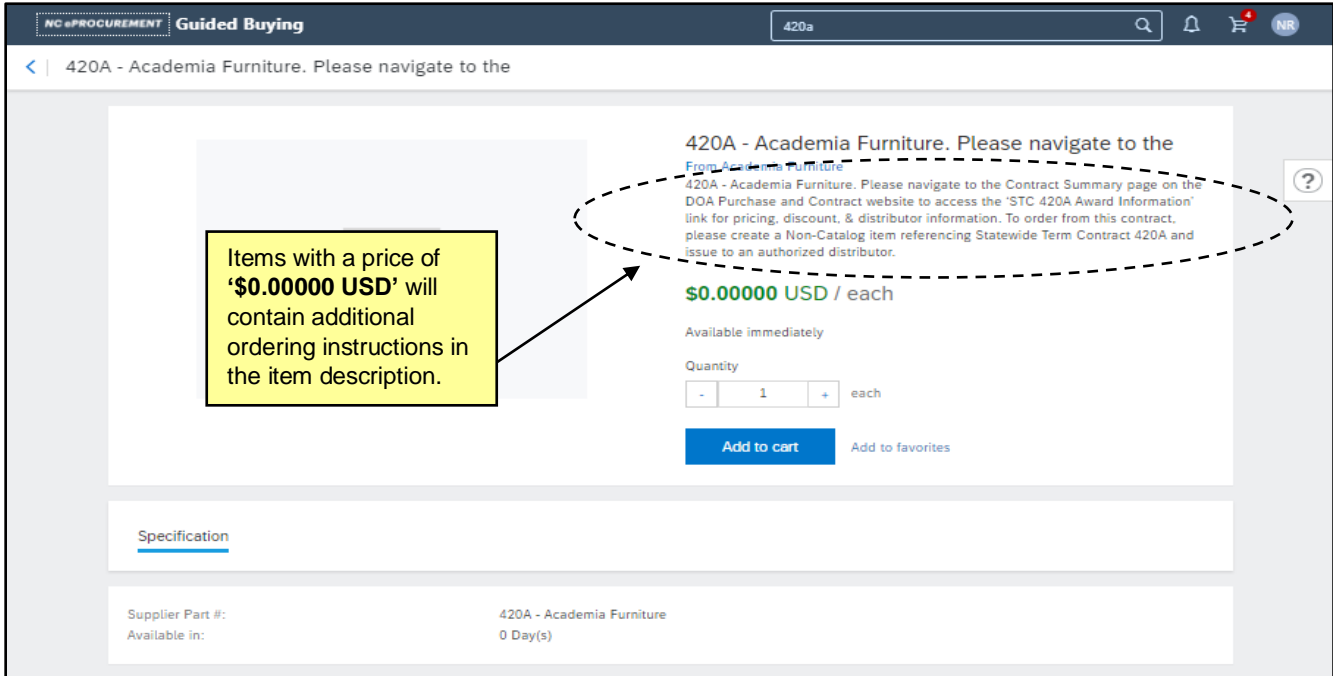 NC ePROCUREMENT Guided Buying
420a
4
NR
< | 420A - Academia Furniture. Please navigate to the
420A - Academia Furniture. Please navigate to the
From Academia Furniture
420A - Academia Furniture. Please navigate to the Contract Summary page on the
DOA Purchase and Contract website to access the 'STC 420A Award Information'
link for pricing, discount, & distributor information. To order from this contract,
please create a Non-Catalog item referencing Statewide Term Contract 420A and
issue to an authorized distributor.
?
Items with a price of
‘$0.00000 USD’ will
contain additional
ordering instructions in
the item description.
$0.00000 USD / each
Available immediately
Quantity
- 1 + each
Add to cart Add to favorites
Specification
Supplier Part #: 420A - Academia Furniture
Available in: 0 Day(s)